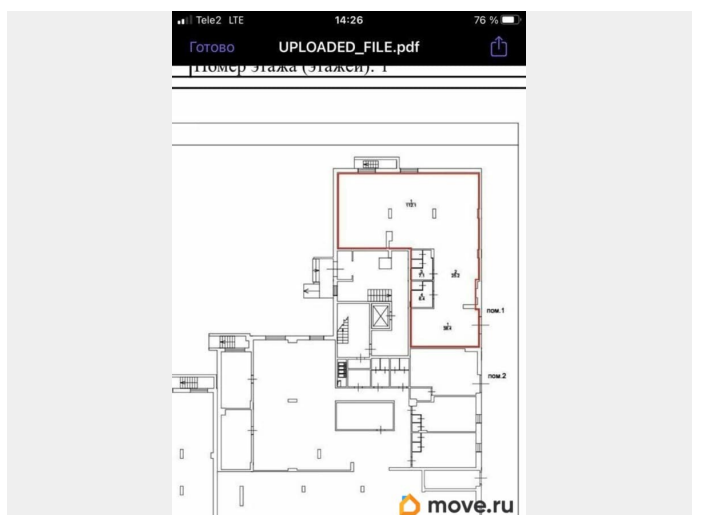 Tele2 LTE 14:26 76 %
Готово UPLOADED_FILE.pdf
Номер этажа (этажей): 1
пом.1
пом.2
move.ru